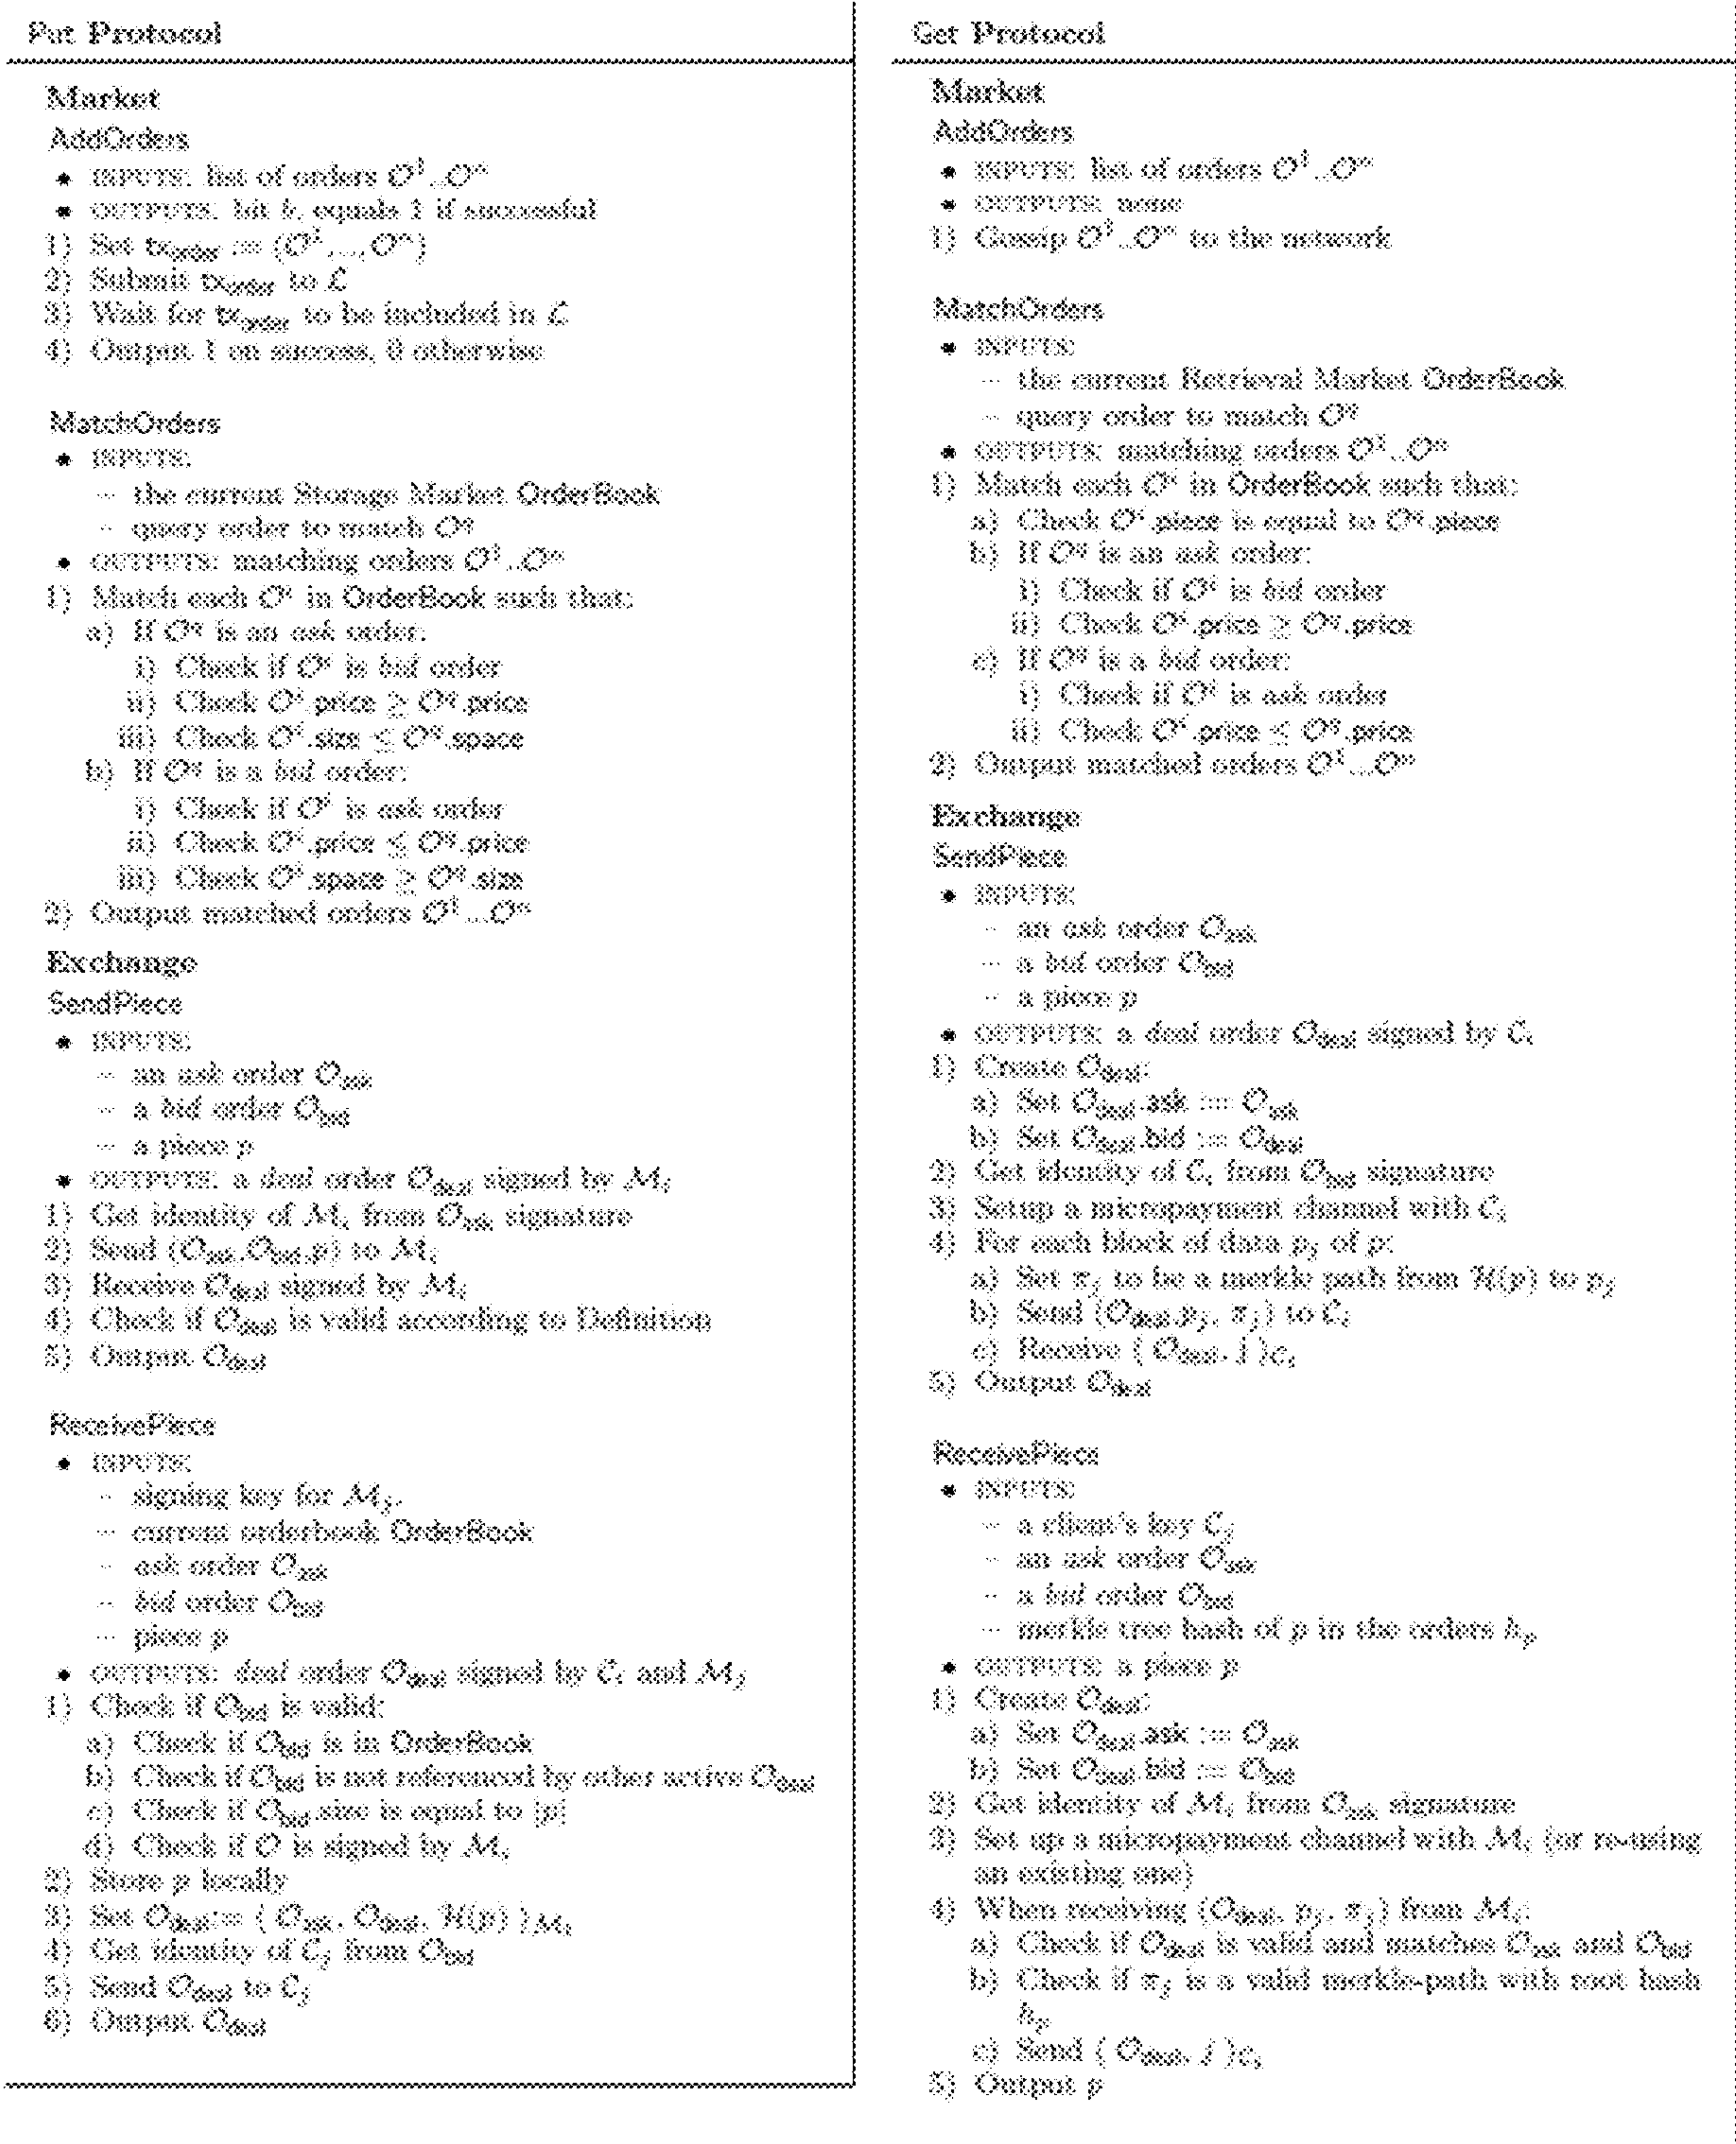 Put Protocol
Market
AddOrders
• INPUTS: list of orders 𝒪¹..𝒪ⁿ
• OUTPUTS: bit b, equals 1 if successful
1) Set tx_order := (𝒪¹,...,𝒪ⁿ)
2) Submit tx_order to ℒ
3) Wait for tx_order to be included in ℒ
4) Output 1 on success, 0 otherwise
MatchOrders
• INPUTS:
– the current Storage Market OrderBook
– query order to match 𝒪^q
• OUTPUTS: matching orders 𝒪¹..𝒪ⁿ
1) Match each 𝒪^i in OrderBook such that:
a) If 𝒪^q is an ask order:
i) Check if 𝒪^i is bid order
ii) Check 𝒪^i.price ≥ 𝒪^q.price
iii) Check 𝒪^i.size ≤ 𝒪^q.space
b) If 𝒪^q is a bid order:
i) Check if 𝒪^i is ask order
ii) Check 𝒪^i.price ≤ 𝒪^q.price
iii) Check 𝒪^i.space ≥ 𝒪^q.size
2) Output matched orders 𝒪¹...𝒪ⁿ
Exchange
SendPiece
• INPUTS:
– an ask order 𝒪_ask
– a bid order 𝒪_bid
– a piece p
• OUTPUTS: a deal order 𝒪_deal signed by ℳ_i
1) Get identity of ℳ_i from 𝒪_ask signature
2) Send (𝒪_ask,𝒪_bid,p) to ℳ_i
3) Receive 𝒪_deal signed by ℳ_i
4) Check if 𝒪_deal is valid according to Definition
5) Output 𝒪_deal
ReceivePiece
• INPUTS:
– signing key for ℳ_j.
– current orderbook OrderBook
– ask order 𝒪_ask
– bid order 𝒪_bid
– piece p
• OUTPUTS: deal order 𝒪_deal signed by 𝒞_i and ℳ_j
1) Check if 𝒪_bid is valid:
a) Check if 𝒪_bid is in OrderBook
b) Check if 𝒪_bid is not referenced by other active 𝒪_deal
c) Check if 𝒪_bid.size is equal to |p|
d) Check if 𝒪 is signed by ℳ_i
2) Store p locally
3) Set 𝒪_deal := ⟨ 𝒪_ask, 𝒪_deal, ℋ(p) ⟩ℳ_i
4) Get identity of 𝒞_j from 𝒪_bid
5) Send 𝒪_deal to 𝒞_j
6) Output 𝒪_deal
Get Protocol
Market
AddOrders
• INPUTS: list of orders 𝒪¹..𝒪ⁿ
• OUTPUTS: none
1) Gossip 𝒪¹..𝒪ⁿ to the network
MatchOrders
• INPUTS:
– the current Retrieval Market OrderBook
– query order to match 𝒪^q
• OUTPUTS: matching orders 𝒪¹..𝒪ⁿ
1) Match each 𝒪^i in OrderBook such that:
a) Check 𝒪^i.piece is equal to 𝒪^q.piece
b) If 𝒪^q is an ask order:
i) Check if 𝒪^i is bid order
ii) Check 𝒪^i.price ≥ 𝒪^q.price
c) If 𝒪^q is a bid order:
i) Check if 𝒪^i is ask order
ii) Check 𝒪^i.price ≤ 𝒪^q.price
2) Output matched orders 𝒪¹...𝒪ⁿ
Exchange
SendPiece
• INPUTS:
– an ask order 𝒪_ask
– a bid order 𝒪_bid
– a piece p
• OUTPUTS: a deal order 𝒪_deal signed by 𝒞_i
1) Create 𝒪_deal:
a) Set 𝒪_deal.ask := 𝒪_ask
b) Set 𝒪_deal.bid := 𝒪_deal
2) Get identity of 𝒞_i from 𝒪_bid signature
3) Setup a micropayment channel with 𝒞_i
4) For each block of data p_j of p:
a) Set π_j to be a merkle path from ℋ(p) to p_j
b) Send (𝒪_deal,p_j, π_j) to 𝒞_i
c) Receive ⟨ 𝒪_deal, j ⟩𝒞_i
5) Output 𝒪_deal
ReceivePiece
• INPUTS:
– a client's key 𝒞_j
– an ask order 𝒪_ask
– a bid order 𝒪_bid
– merkle tree hash of p in the orders h_p
• OUTPUTS: a piece p
1) Create 𝒪_deal:
a) Set 𝒪_deal.ask := 𝒪_ask
b) Set 𝒪_deal.bid := 𝒪_bid
2) Get identity of ℳ_i from 𝒪_ask signature
3) Set up a micropayment channel with ℳ_i (or re-using
an existing one)
4) When receiving (𝒪_deal, p_j, π_j) from ℳ_i:
a) Check if 𝒪_deal is valid and matches 𝒪_ask and 𝒪_bid
b) Check if π_j is a valid merkle-path with root hash
h_p
c) Send ⟨ 𝒪_deal, j ⟩𝒞_i
5) Output p